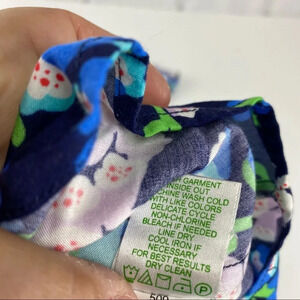 GARMENT
INSIDE OUT
MACHINE WASH COLD
WITH LIKE COLORS
DELICATE CYCLE
NON-CHLORINE
BLEACH IF NEEDED
LINE DRY
COOL IRON IF
NECESSARY
FOR BEST RESULTS
DRY CLEAN